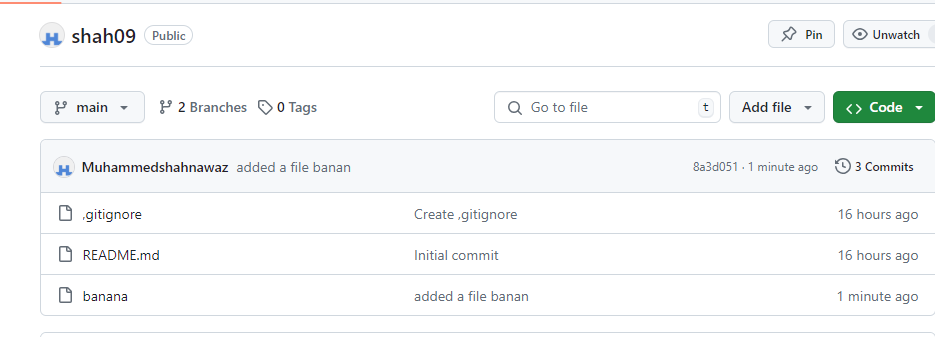 shah09 Public Pin Unwatch
main 2 Branches 0 Tags Go to file t Add file Code
Muhammedshahnawaz added a file banan 8a3d051 · 1 minute ago 3 Commits
,gitignore Create ,gitignore 16 hours ago
README.md Initial commit 16 hours ago
banana added a file banan 1 minute ago